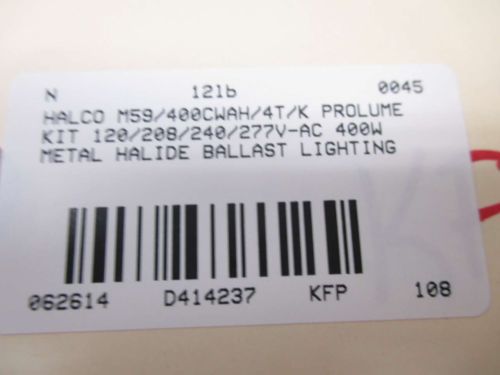 N 12lb 0045
HALCO M59/400CWAH/4T/K PROLUME
KIT 120/208/240/277V-AC 400W
METAL HALIDE BALLAST LIGHTING
062614 D414237 KFP 108